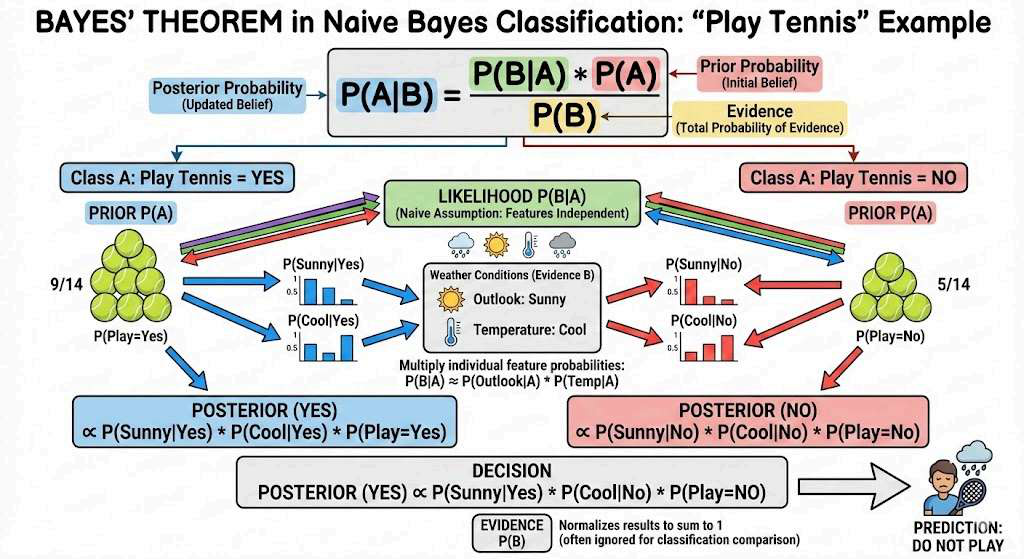 BAYES' THEOREM in Naive Bayes Classification: “Play Tennis” Example
Posterior Probability
(Updated Belief)
P(A|B) = P(B|A) * P(A)
P(B)
Prior Probability
(Initial Belief)
Evidence
(Total Probability of Evidence)
Class A: Play Tennis = YES
Class A: Play Tennis = NO
LIKELIHOOD P(B|A)
(Naive Assumption: Features Independent)
PRIOR P(A)
PRIOR P(A)
9/14
P(Play=Yes)
P(Sunny|Yes)
1
0.5
P(Cool|Yes)
1
0.5
Weather Conditions (Evidence B)
Outlook: Sunny
Temperature: Cool
P(Sunny|No)
1
0.5
P(Cool|No)
1
0.5
5/14
P(Play=No)
Multiply individual feature probabilities:
P(B|A) ≈ P(Outlook|A) * P(Temp|A)
POSTERIOR (YES)
∝ P(Sunny|Yes) * P(Cool|Yes) * P(Play=Yes)
POSTERIOR (NO)
∝ P(Sunny|No) * P(Cool|No) * P(Play=No)
DECISION
POSTERIOR (YES) ∝ P(Sunny|Yes) * P(Cool|No) * P(Play=NO)
EVIDENCE
P(B)
Normalizes results to sum to 1
(often ignored for classification comparison)
PREDICTION:
DO NOT PLAY